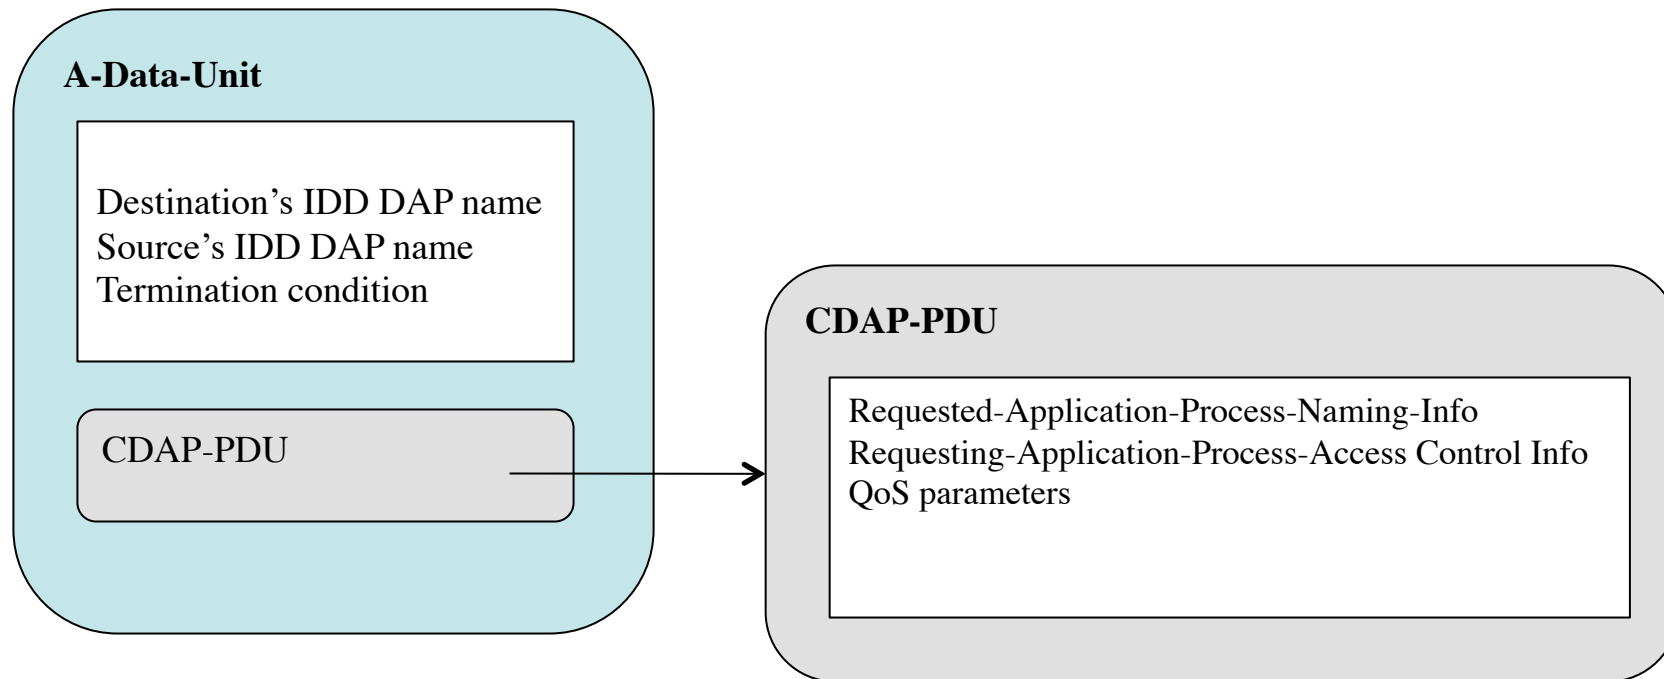 A-Data-Unit
Destination’s IDD DAP name
Source’s IDD DAP name
Termination condition
CDAP-PDU
CDAP-PDU
Requested-Application-Process-Naming-Info
Requesting-Application-Process-Access Control Info
QoS parameters